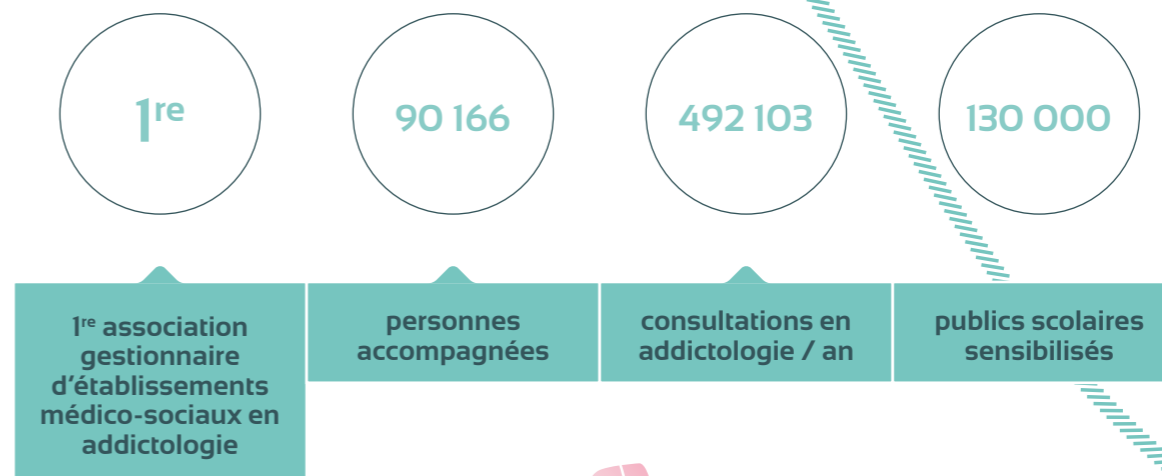 1re
90 166
492 103
130 000
1re association
gestionnaire
d'établissements
médico-sociaux en
addictologie
personnes
accompagnées
consultations en
addictologie / an
publics scolaires
sensibilisés